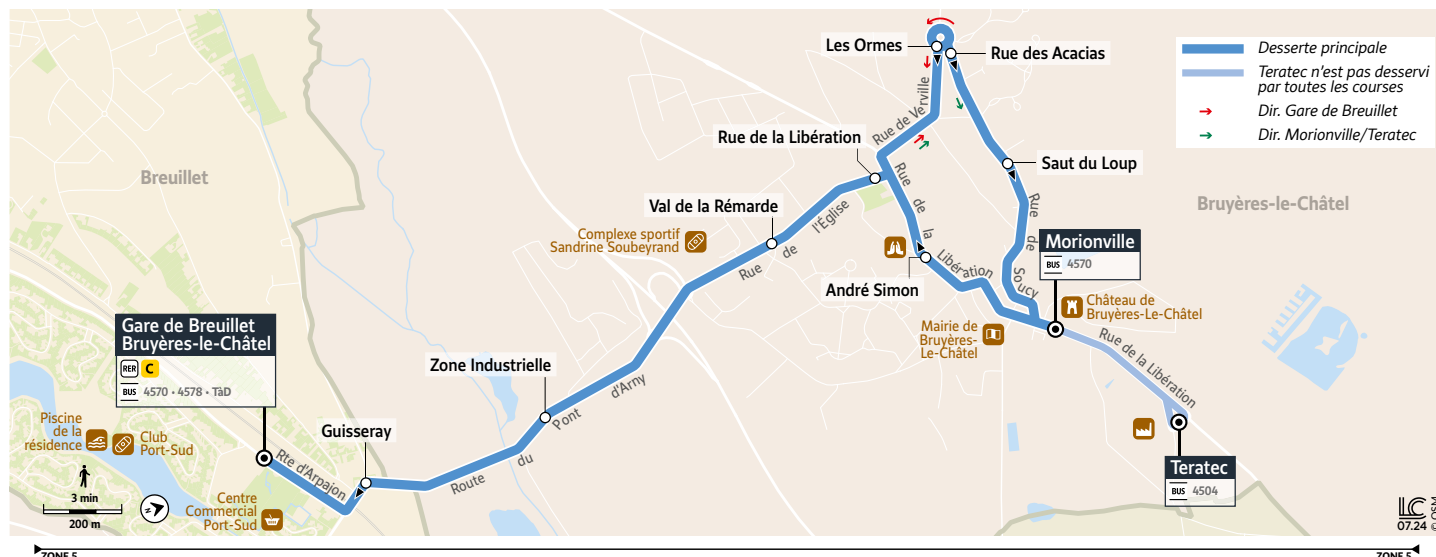 Les Ormes
Rue des Acacias
Desserte principale
Teratec n'est pas desservi
par toutes les courses
Dir. Gare de Breuillet
Dir. Morionville/Teratec
Rue de Verville
Rue de la Libération
Saut du Loup
Breuillet
Bruyères-le-Châtel
Val de la Rémarde
Complexe sportif
Sandrine Soubeyrand
Rue de l'Église
Rue de la Libération
Rue de Soucy
Morionville
BUS 4570
André Simon
Château de
Bruyères-Le-Châtel
Mairie de
Bruyères-
Le-Châtel
Rue de la Libération
Gare de Breuillet
Bruyères-le-Châtel
RER C
BUS 4570 • 4578 • TàD
Zone Industrielle
Route du Pont d'Arny
Guisseray
Rte d'Arpajon
Piscine
de la
résidence
Club
Port-Sud
Centre
Commercial
Port-Sud
3 min
200 m
Teratec
BUS 4504
LC
07.24
© OSM
ZONE 5
ZONE 5